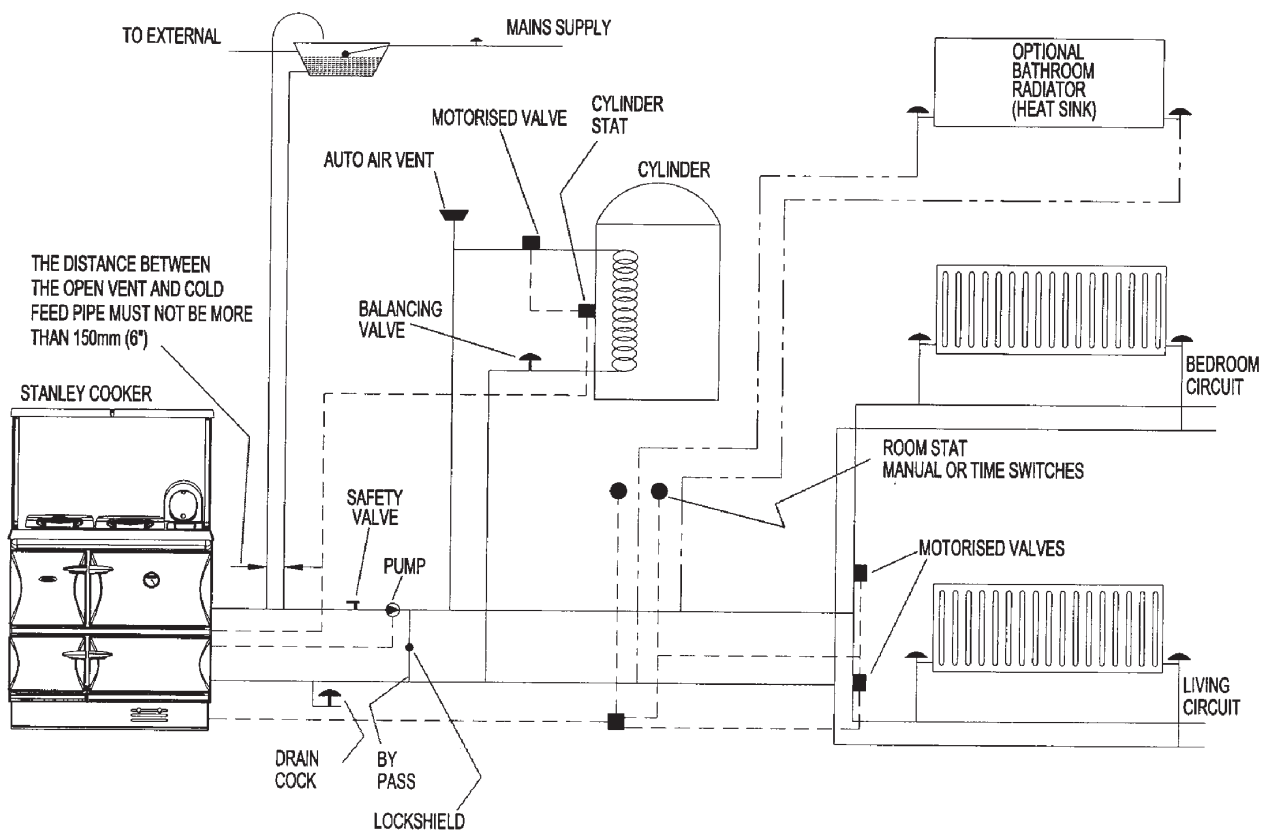 TO EXTERNAL
MAINS SUPPLY
OPTIONAL
BATHROOM
RADIATOR
(HEAT SINK)
MOTORISED VALVE
CYLINDER
STAT
AUTO AIR VENT
CYLINDER
THE DISTANCE BETWEEN
THE OPEN VENT AND COLD
FEED PIPE MUST NOT BE MORE
THAN 150mm (6")
BALANCING
VALVE
STANLEY COOKER
BEDROOM
CIRCUIT
ROOM STAT
MANUAL OR TIME SWITCHES
SAFETY
VALVE
PUMP
MOTORISED VALVES
LIVING
CIRCUIT
DRAIN
COCK
BY
PASS
LOCKSHIELD